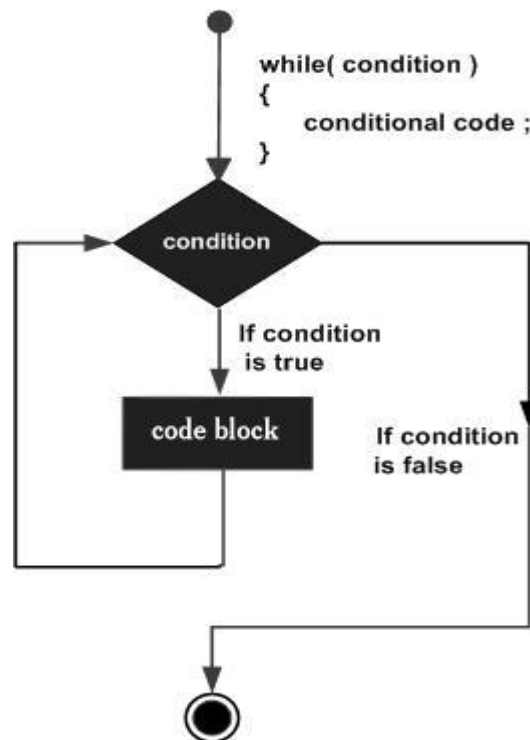 while( condition )
{
conditional code ;
}
condition
If condition
is true
code block
If condition
is false